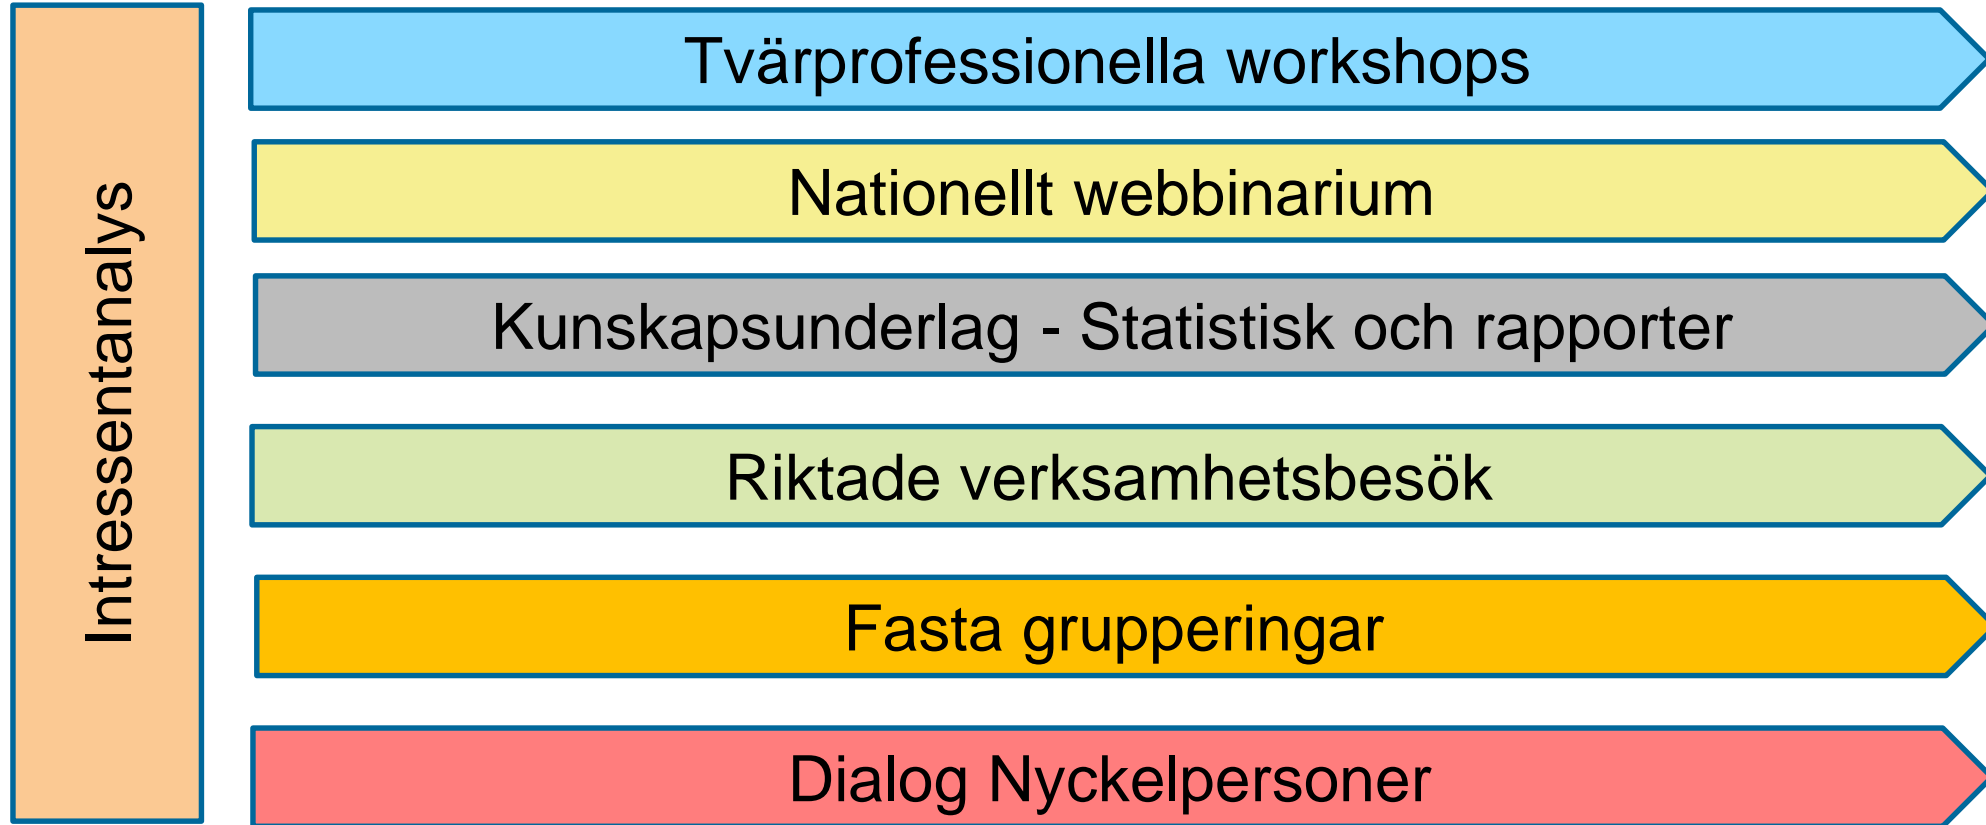 Intressentanalys
Tvärprofessionella workshops
Nationellt webbinarium
Kunskapsunderlag - Statistisk och rapporter
Riktade verksamhetsbesök
Fasta grupperingar
Dialog Nyckelpersoner